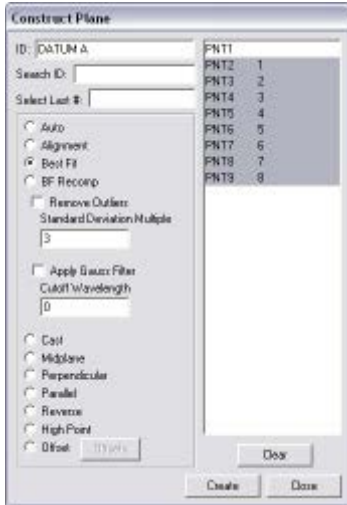 Construct Plane
ID: DATUM A
Search ID:
Select Last #:
Auto
Alignment
Best Fit
BF Recomp
Remove Outliers
Standard Deviation Multiple
3
Apply Gauss Filter
Cutoff Wavelength
0
Cast
Midplane
Perpendicular
Parallel
Reverse
High Point
Offset Offsets
PNT1
PNT2 1
PNT3 2
PNT4 3
PNT5 4
PNT6 5
PNT7 6
PNT8 7
PNT9 8
Clear
Create Close